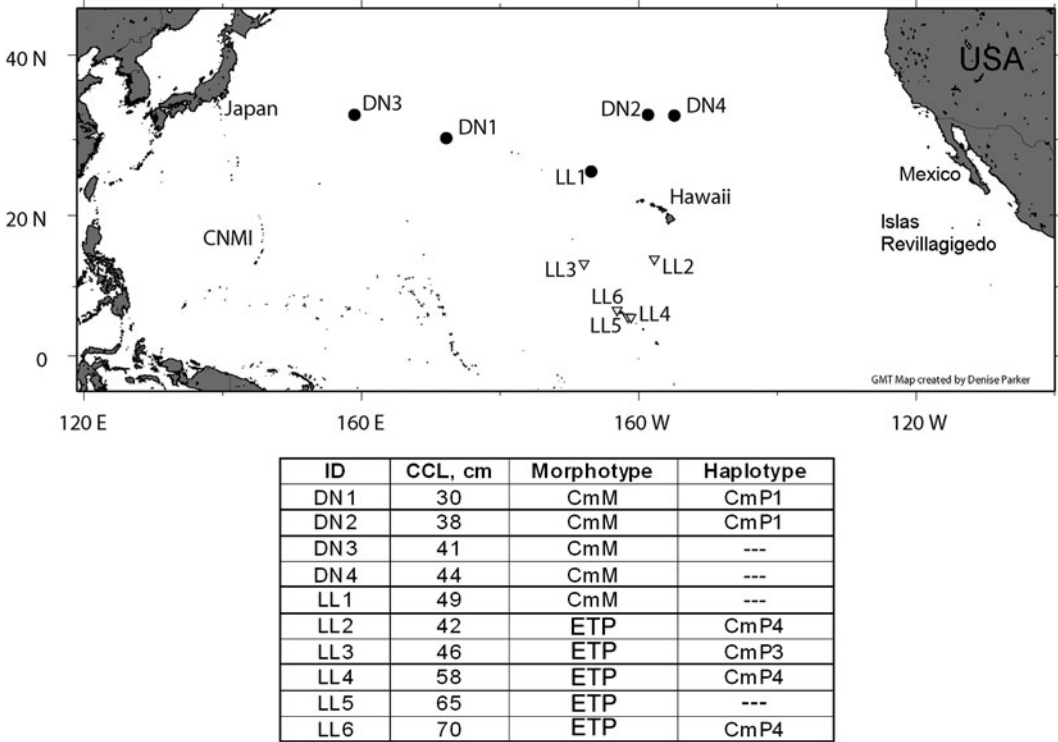 40 N
USA
Japan
DN3
DN2
DN4
DN1
Mexico
LL1
Hawaii
20 N
Islas
Revillagigedo
CNMI
LL3
LL2
LL6
LL4
LL5
0
GMT Map created by Denise Parker
120 E 160 E 160 W 120 W
ID CCL, cm Morphotype Haplotype
DN1 30 CmM CmP1
DN2 38 CmM CmP1
DN3 41 CmM ---
DN4 44 CmM ---
LL1 49 CmM ---
LL2 42 ETP CmP4
LL3 46 ETP CmP3
LL4 58 ETP CmP4
LL5 65 ETP ---
LL6 70 ETP CmP4